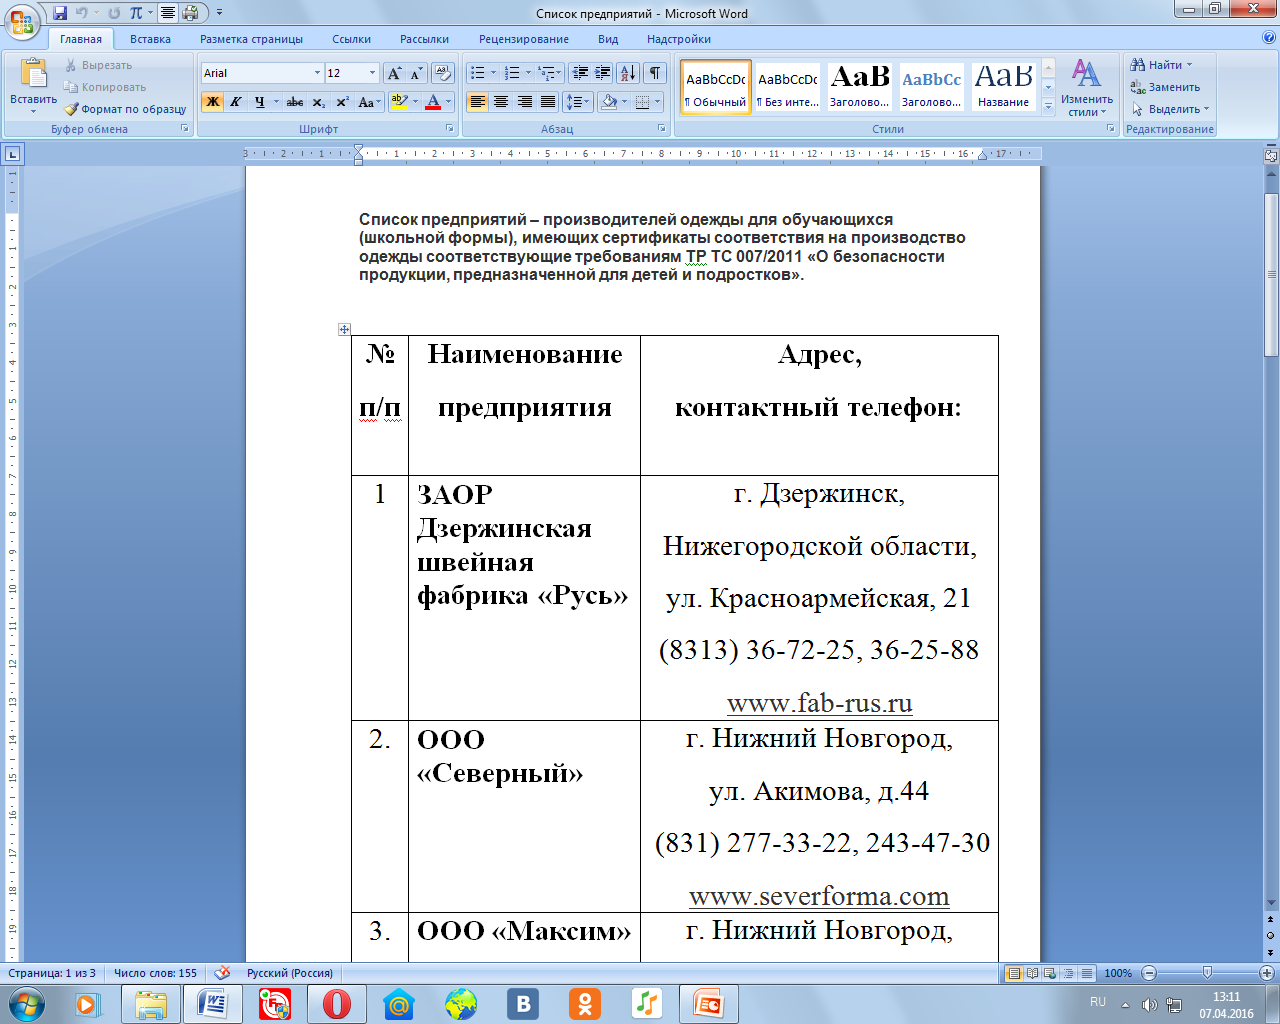 Список предприятий - Microsoft Word
Главная
Вставка
Разметка страницы
Ссылки
Рассылки
Рецензирование
Вид
Надстройки
Вставить
Вырезать
Копировать
Формат по образцу
Буфер обмена
Arial
12
Шрифт
Абзац
AaBbCcDc
¶ Обычный
AaBbCcDc
¶ Без инте...
AaB
Заголово...
AaBbCc
Заголово...
AaB
Название
Изменить
стили
Стили
Найти
Заменить
Выделить
Редактирование
Список предприятий – производителей одежды для обучающихся
(школьной формы), имеющих сертификаты соответствия на производство
одежды соответствующие требованиям ТР ТС 007/2011 «О безопасности
продукции, предназначенной для детей и подростков».
№
п/п
Наименование
предприятия
Адрес,
контактный телефон:
1
ЗАОР
Дзержинская
швейная
фабрика «Русь»
г. Дзержинск,
Нижегородской области,
ул. Красноармейская, 21
(8313) 36-72-25, 36-25-88
www.fab-rus.ru
2.
ООО
«Северный»
г. Нижний Новгород,
ул. Акимова, д.44
(831) 277-33-22, 243-47-30
www.severforma.com
3.
ООО «Максим»
г. Нижний Новгород,
Страница: 1 из 3
Число слов: 155
Русский (Россия)
100%
RU
13:11
07.04.2016